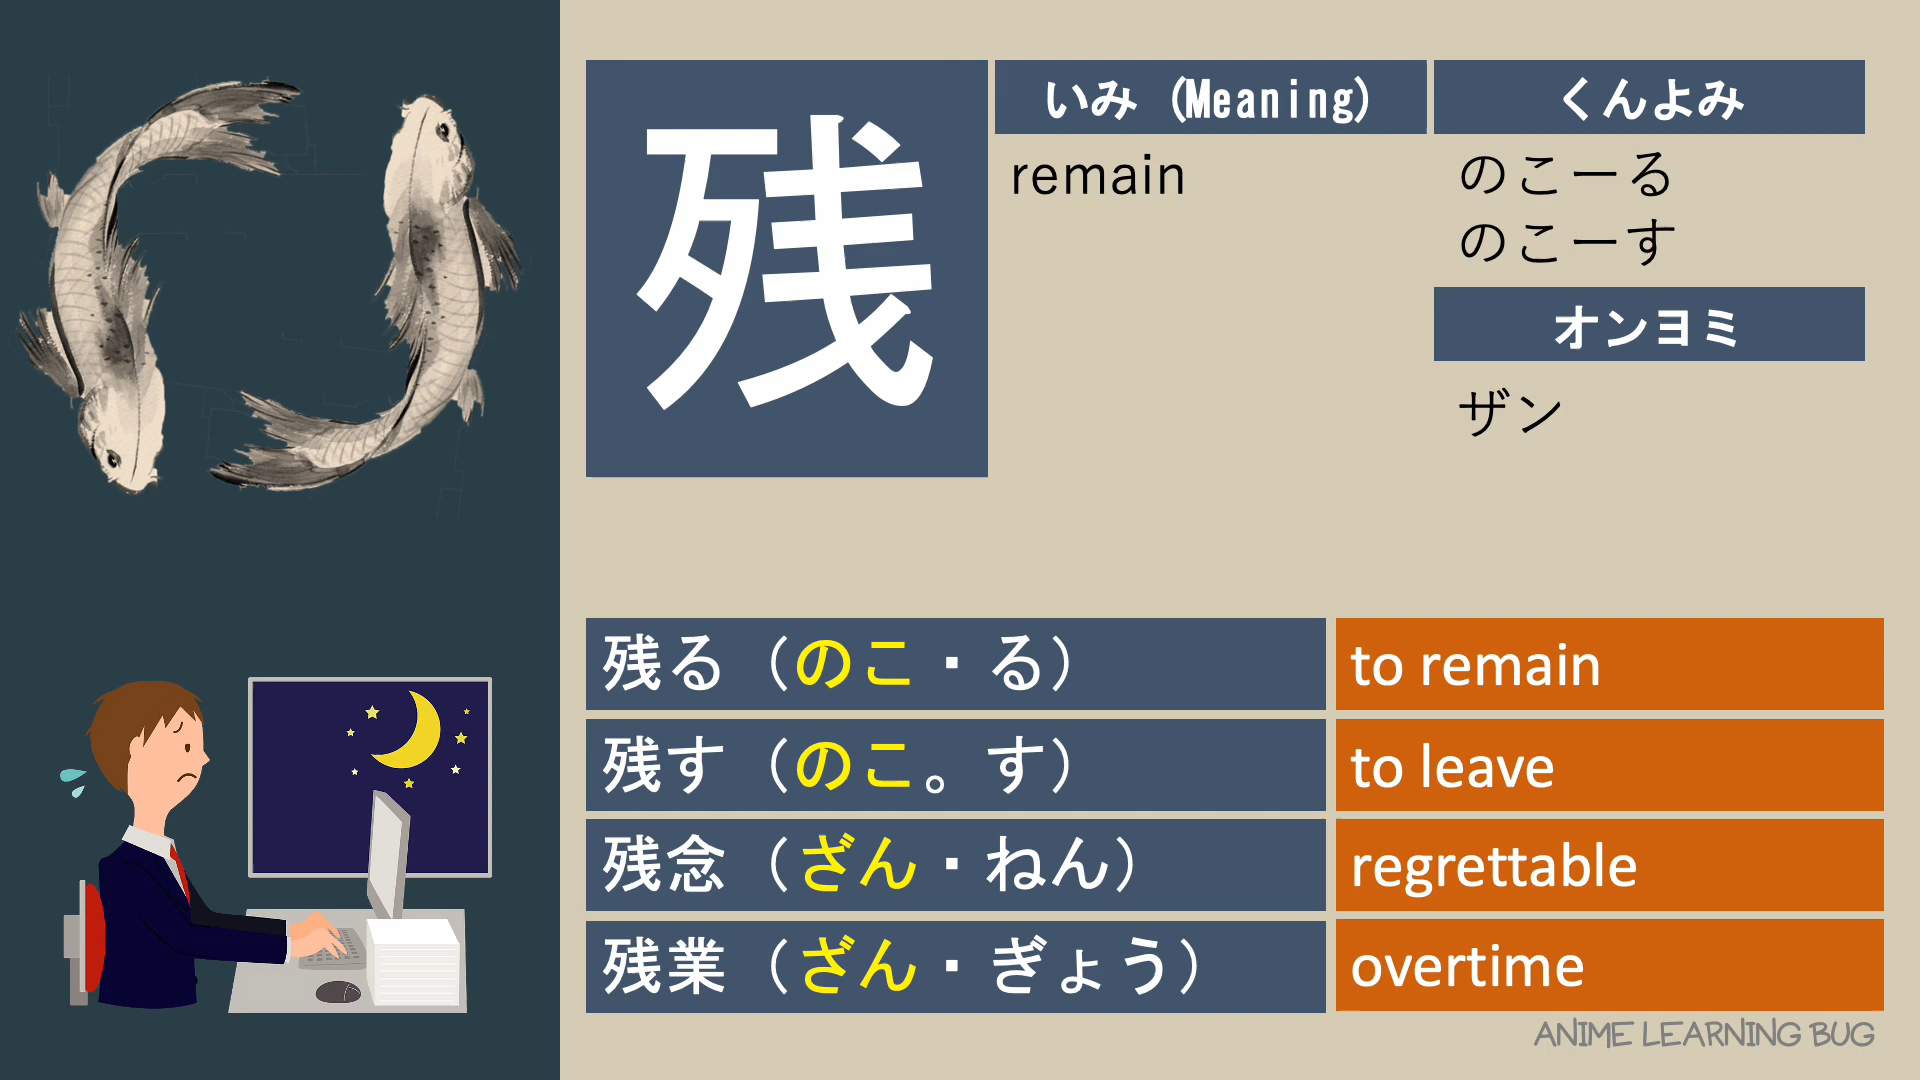 残
いみ (Meaning)
remain
くんよみ
のこーる
のこーす
オンヨミ
ザン
残る（のこ・る） to remain
残す（のこ。す） to leave
残念（ざん・ねん） regrettable
残業（ざん・ぎょう） overtime
ANIME LEARNING BUG